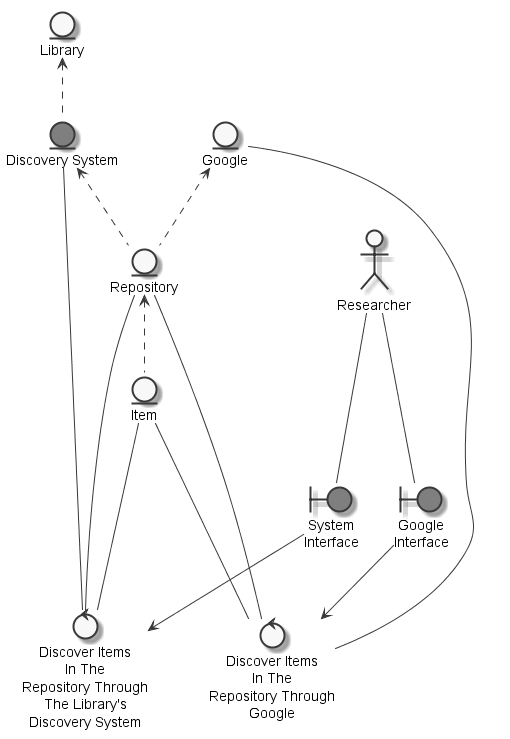 Library
Discovery System
Google
Repository
Researcher
Item
System
Interface
Google
Interface
Discover Items
In The
Repository Through
The Library's
Discovery System
Discover Items
In The
Repository Through
Google